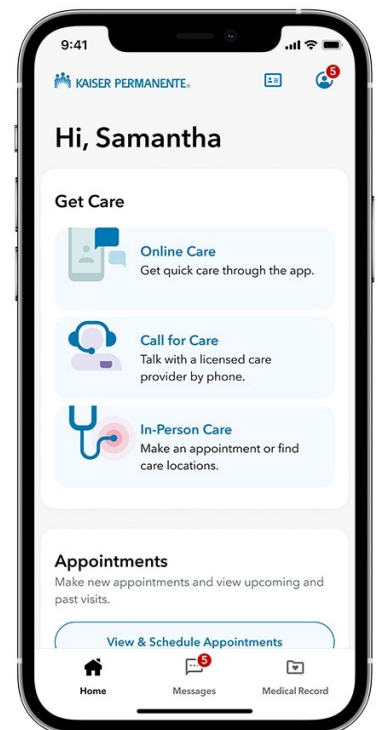 9:41
KAISER PERMANENTE®
5
Hi, Samantha
Get Care
Online Care
Get quick care through the app.
Call for Care
Talk with a licensed care
provider by phone.
In-Person Care
Make an appointment or find
care locations.
Appointments
Make new appointments and view upcoming and
past visits.
View & Schedule Appointments
5
Home
Messages
Medical Record